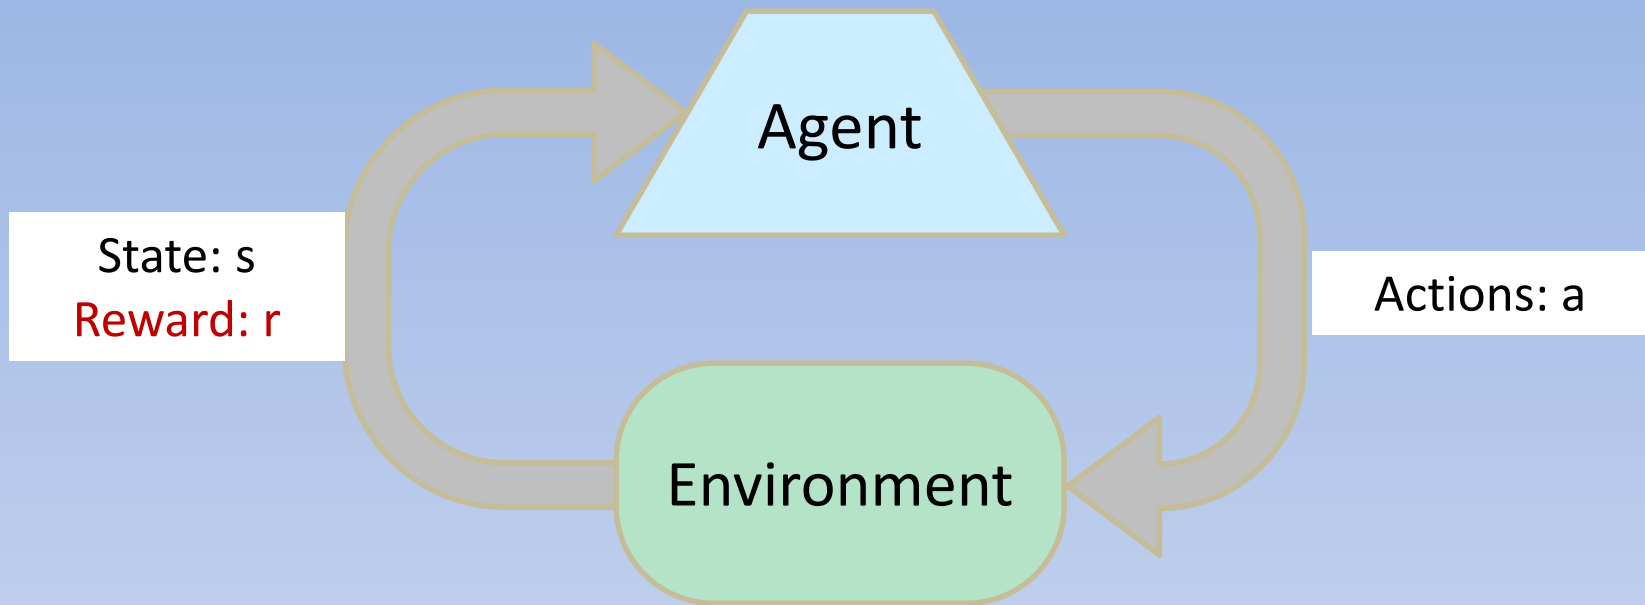 Agent
State: s
Reward: r
Actions: a
Environment